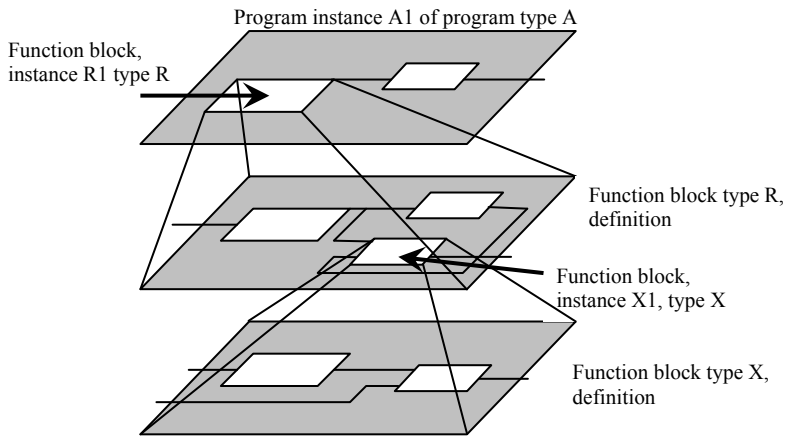 Program instance A1 of program type A
Function block,
instance R1 type R
Function block type R,
definition
Function block,
instance X1, type X
Function block type X,
definition